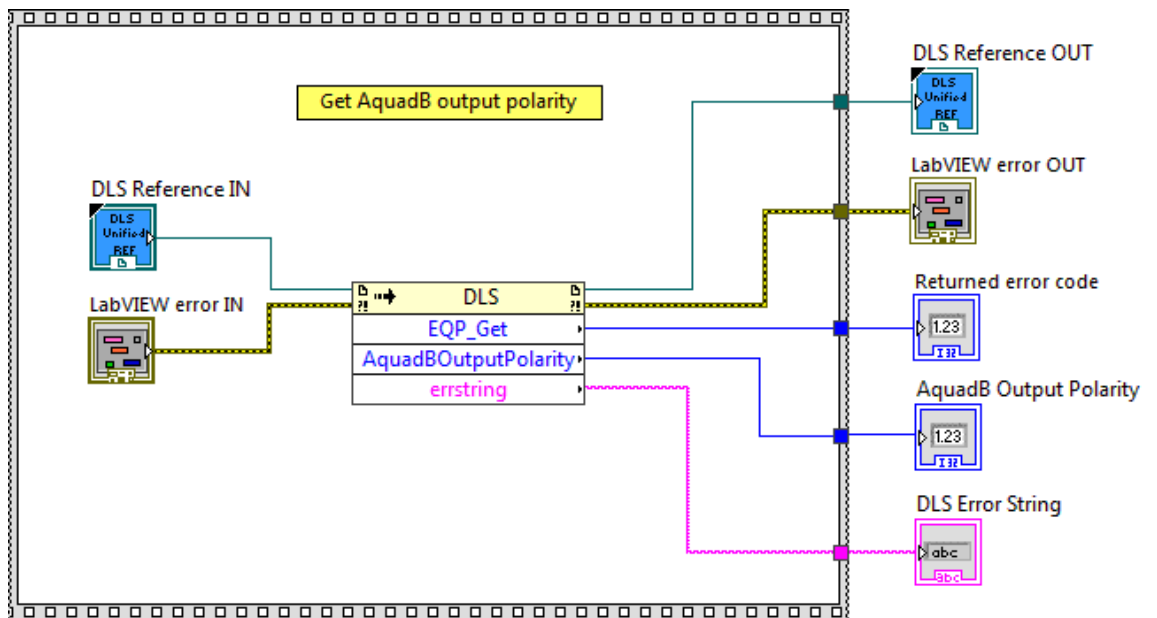 DLS Reference OUT
DLS
Unified
REF
Get AquadB output polarity
LabVIEW error OUT
DLS Reference IN
DLS
Unified
REF
LabVIEW error IN
DLS
EQP_Get
AquadBOutputPolarity
errstring
Returned error code
1.23
I32
AquadB Output Polarity
1.23
I32
DLS Error String
abc
abc